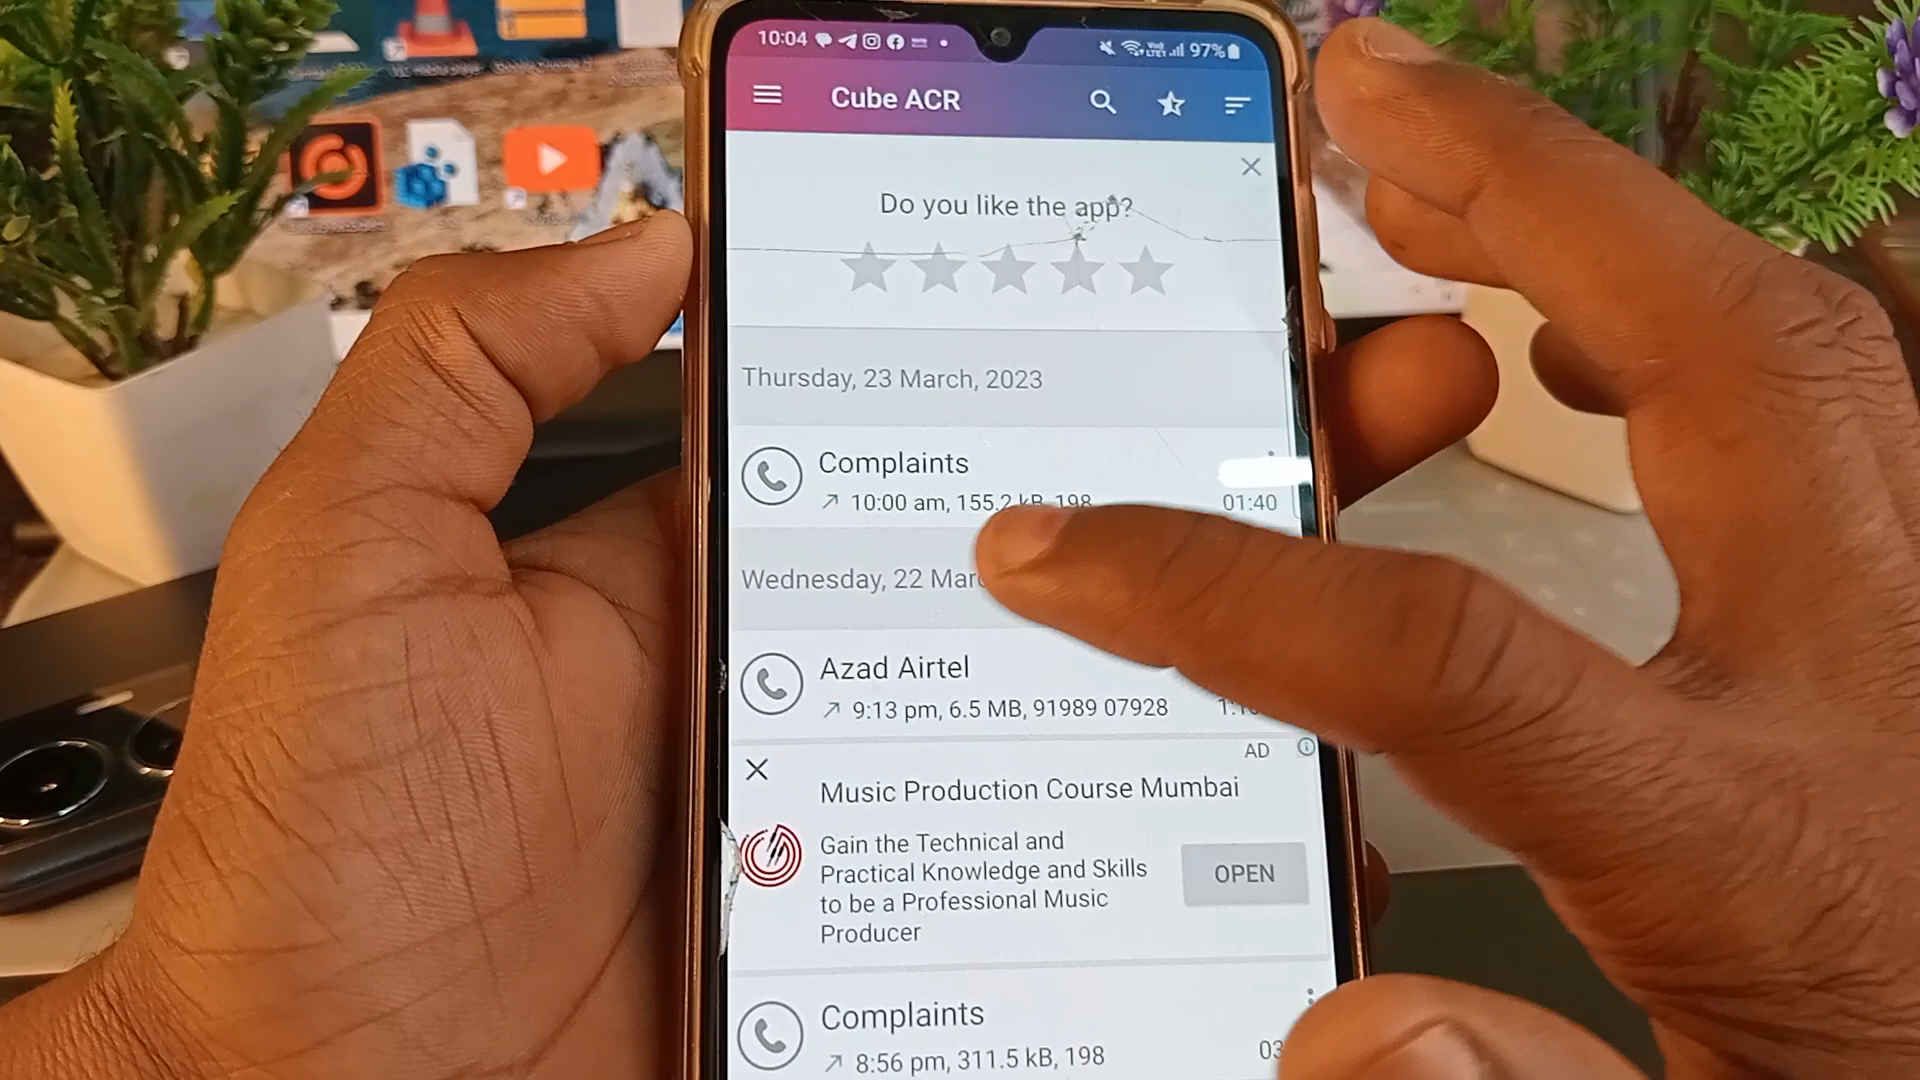 10:04
97%
Cube ACR
Do you like the app?
Thursday, 23 March, 2023
Complaints
10:00 am, 155.2 kB, 198
01:40
Wednesday, 22
Azad Airtel
9:13 pm, 6.5 MB, 91989 07928
AD
Music Production Course Mumbai
Gain the Technical and
Practical Knowledge and Skills
to be a Professional Music
Producer
OPEN
Complaints
8:56 pm, 311.5 kB, 198